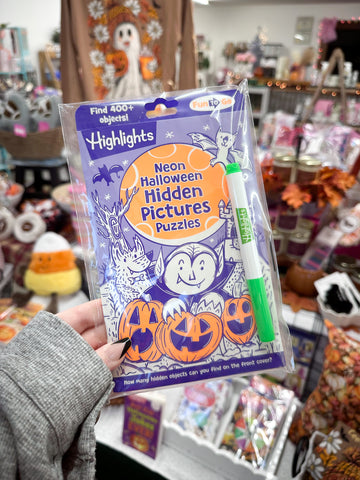 Find 400+
objects!
Fun to Go
Highlights
Neon
Halloween
Hidden
Pictures
Puzzles
How many hidden objects can you find on the front cover?